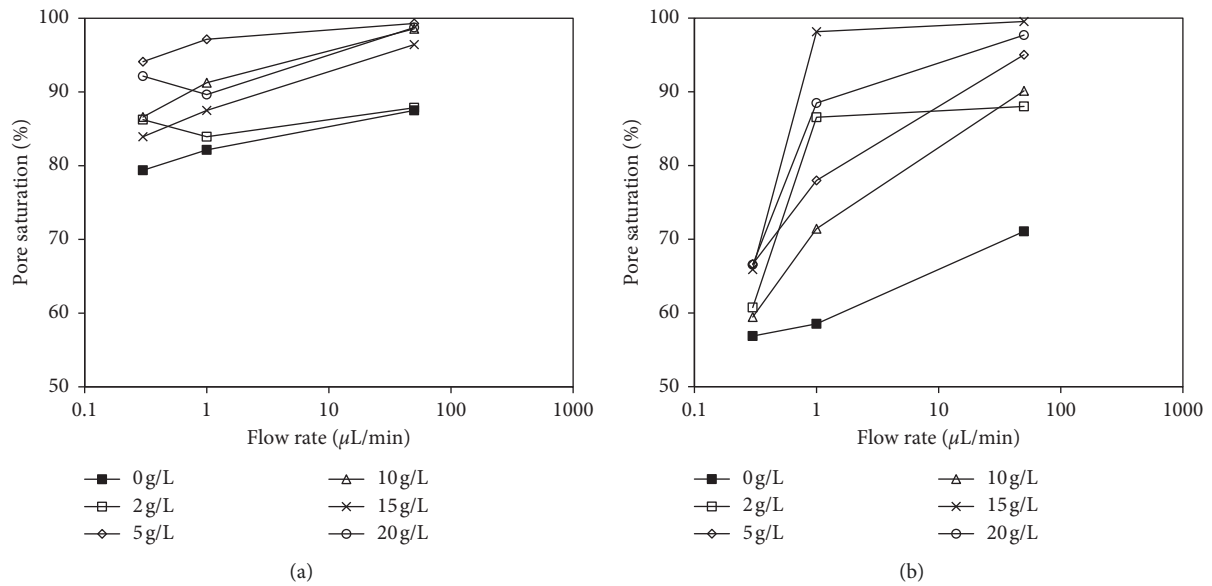 100
90
80
70
60
50
Pore saturation (%)
0.1 1 10 100 1000
Flow rate (μL/min)
0 g/L 10 g/L
2 g/L 15 g/L
5 g/L 20 g/L
(a)
100
90
80
70
60
50
Pore saturation (%)
0.1 1 10 100 1000
Flow rate (μL/min)
0 g/L 10 g/L
2 g/L 15 g/L
5 g/L 20 g/L
(b)